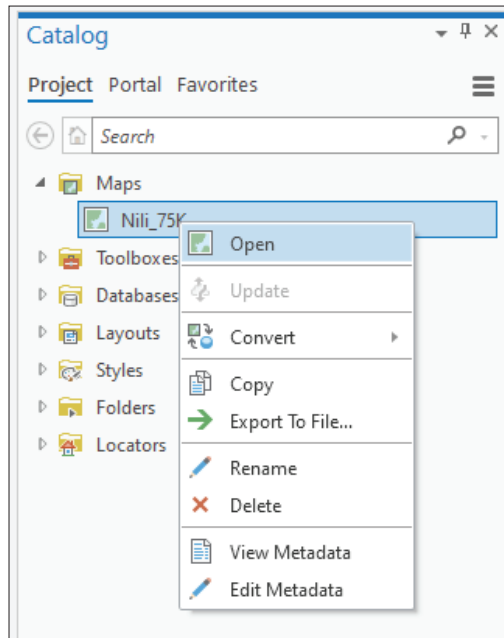 Catalog
Project Portal Favorites
Search
Maps
Nili_75K
Open
Toolboxes
Update
Databases
Layouts
Convert
Styles
Copy
Folders
Export To File...
Locators
Rename
Delete
View Metadata
Edit Metadata